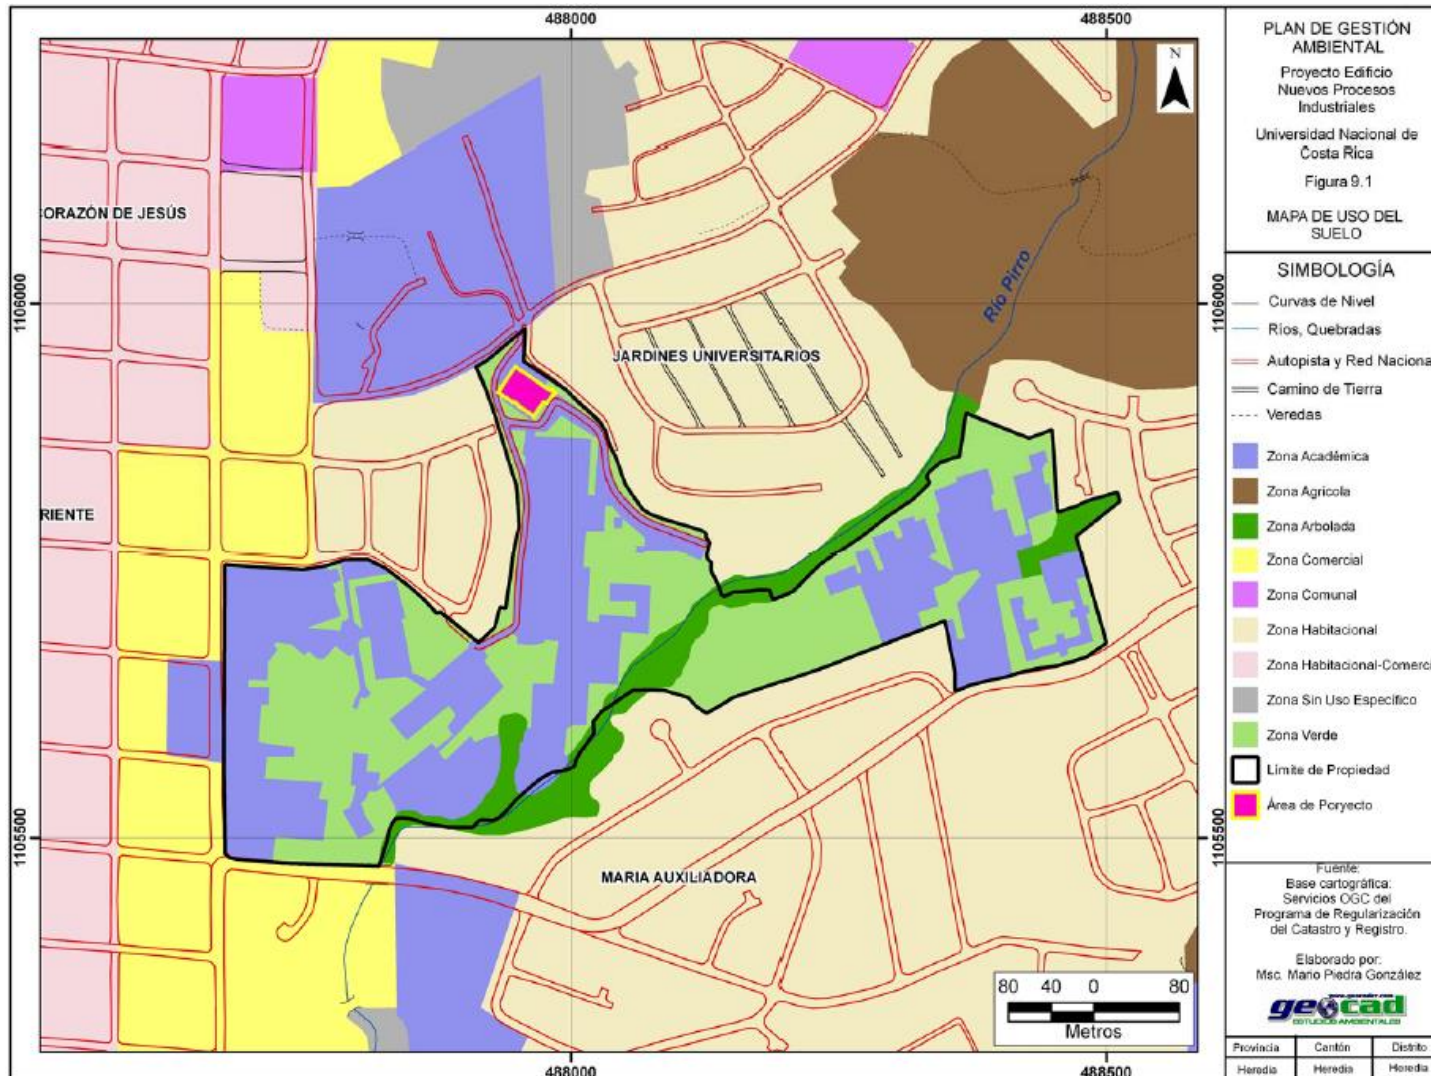 488000
488500
PLAN DE GESTIÓN
AMBIENTAL
Proyecto Edificio
Nuevos Procesos
Industriales
Universidad Nacional de
Costa Rica
Figura 9.1
MAPA DE USO DEL
SUELO
N
ORAZÓN DE JESÚS
1106000
1106000
Río Pirro
JARDINES UNIVERSITARIOS
RIENTE
MARIA AUXILIADORA
1105500
1105500
SIMBOLOGÍA
Curvas de Nivel
Ríos, Quebradas
Autopista y Red Naciona
Camino de Tierra
Veredas
Zona Académica
Zona Agricola
Zona Arbolada
Zona Comercial
Zona Comunal
Zona Habitacional
Zona Habitacional-Comerci
Zona Sin Uso Específico
Zona Verde
Límite de Propiedad
Área de Poryecto
Fuente:
Base cartográfica:
Servicios OGC del
Programa de Regularización
del Catastro y Registro.
Elaborado por:
Msc. Mario Piedra González
geocad
ESTUDIOS AMBIENTALES
80 40 0 80
Metros
Provincia Cantón Distrito
Heredia Heredia Heredia
488000
488500